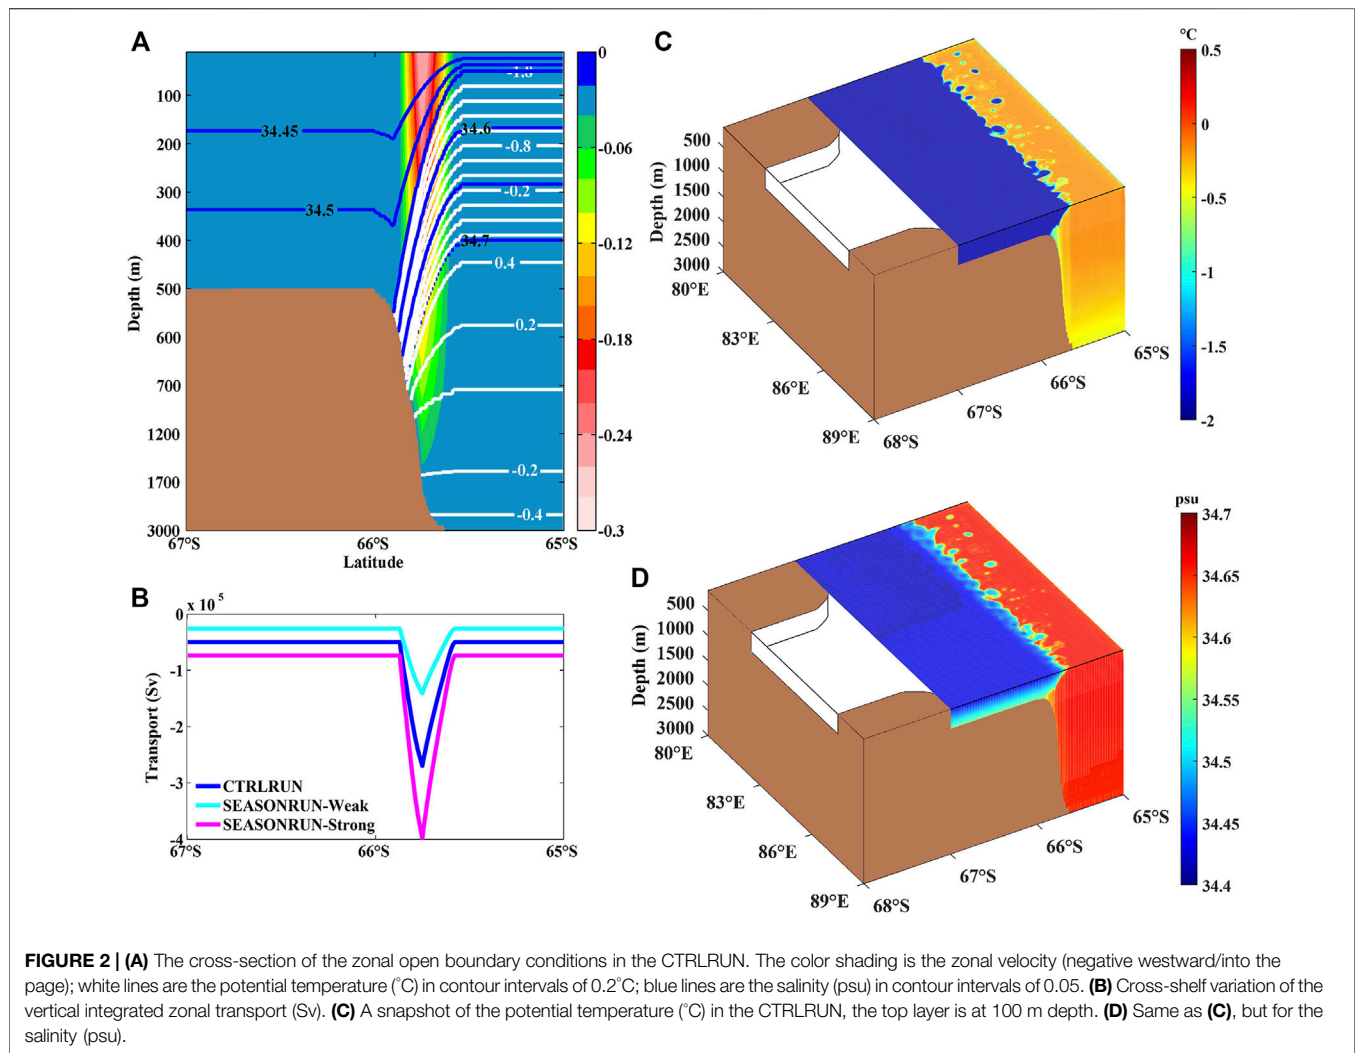 A
100
200
300
400
500
600
700
1200
1700
3000
Depth (m)
67°S
66°S
65°S
Latitude
34.45
34.5
-1.8
34.6
-0.8
-0.2
34.7
0.4
0.2
-0.2
-0.4
0
-0.06
-0.12
-0.18
-0.24
-0.3
B
x 10^5
0
-1
-2
-3
-4
Transport (Sv)
CTRLRUN
SEASONRUN-Weak
SEASONRUN-Strong
67°S
66°S
65°S
C
°C
0.5
0
-0.5
-1
-1.5
-2
Depth (m)
500
1000
1500
2000
2500
3000
80°E
83°E
86°E
89°E
68°S
67°S
66°S
65°S
D
psu
34.7
34.65
34.6
34.55
34.5
34.45
34.4
Depth (m)
500
1000
1500
2000
2500
3000
80°E
83°E
86°E
89°E
68°S
67°S
66°S
65°S
FIGURE 2 | (A) The cross-section of the zonal open boundary conditions in the CTRLRUN. The color shading is the zonal velocity (negative westward/into the
page); white lines are the potential temperature (°C) in contour intervals of 0.2°C; blue lines are the salinity (psu) in contour intervals of 0.05. (B) Cross-shelf variation of the
vertical integrated zonal transport (Sv). (C) A snapshot of the potential temperature (°C) in the CTRLRUN, the top layer is at 100 m depth. (D) Same as (C), but for the
salinity (psu).